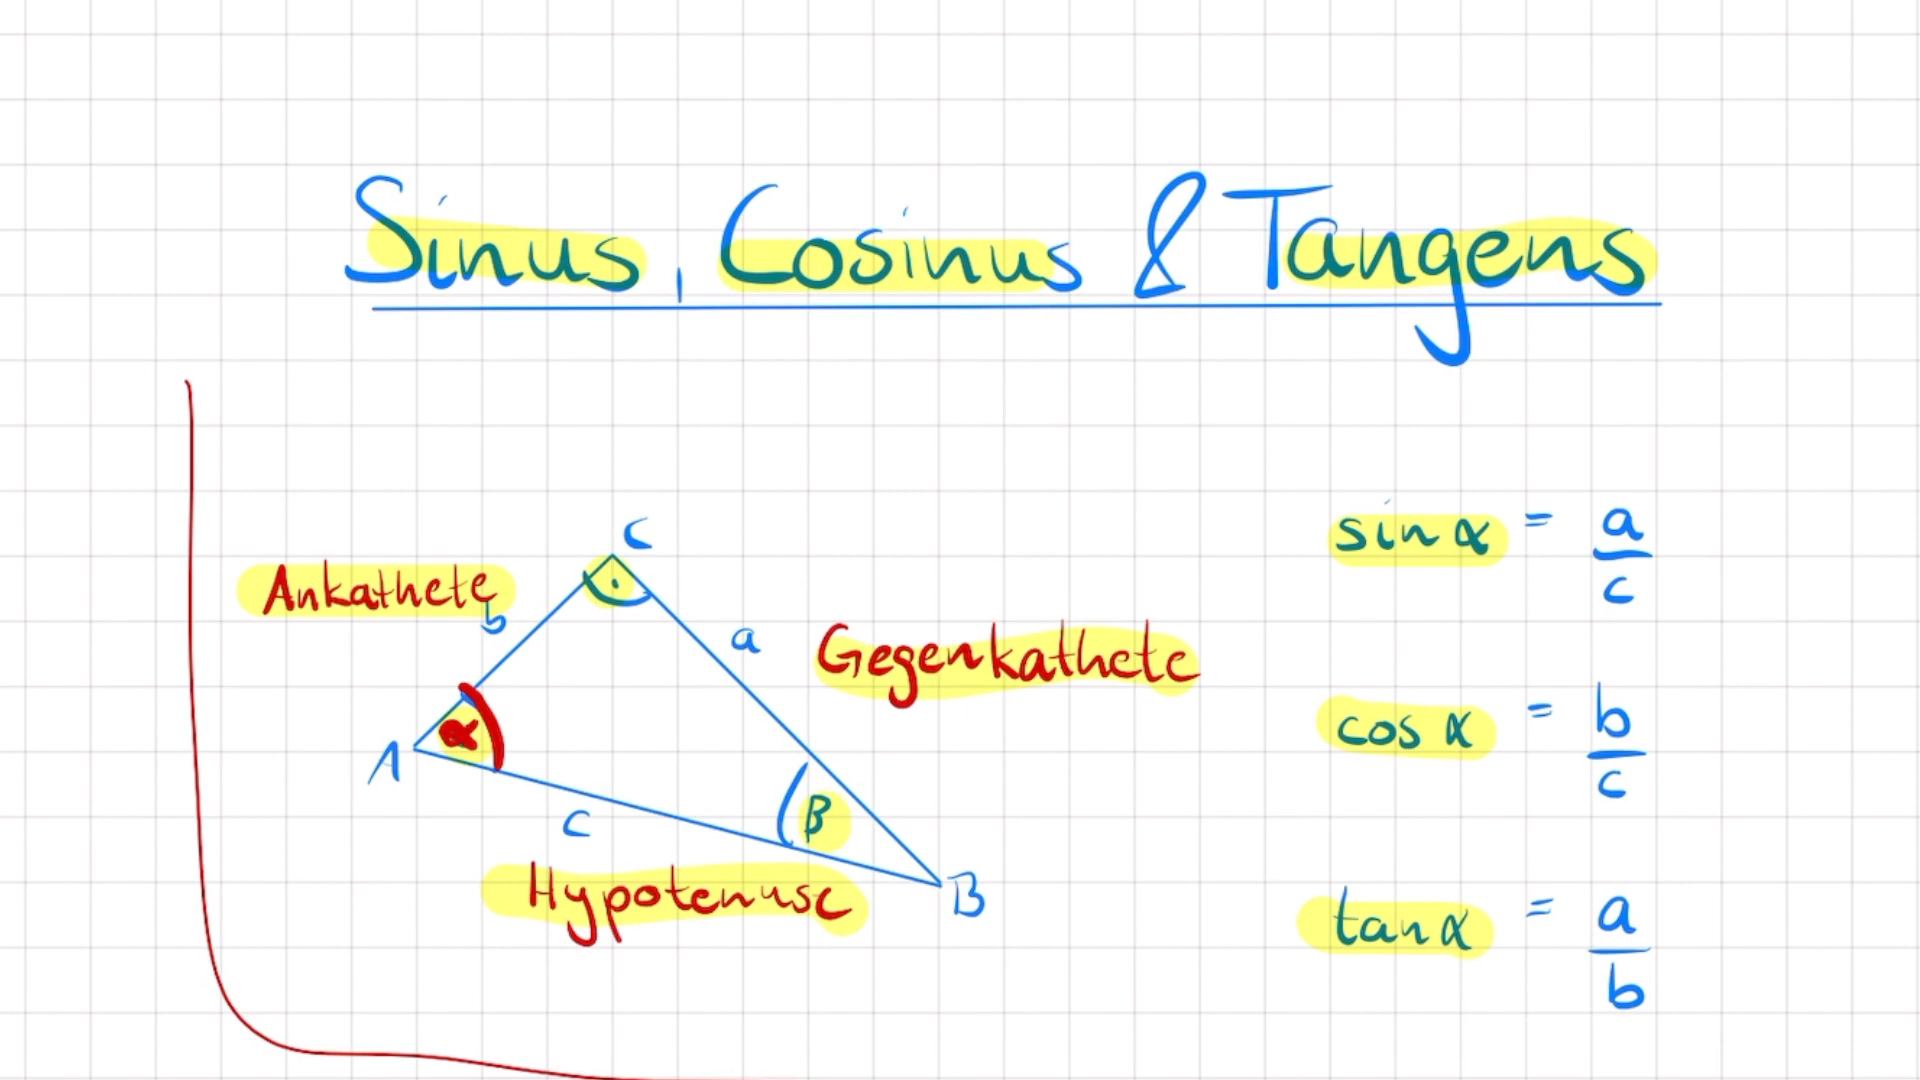 Sinus, Cosinus & Tangens
C
Ankathete
b
a
Gegenkathete
α
A
c
β
Hypotenuse
B
sin α = a/c
cos α = b/c
tan α = a/b